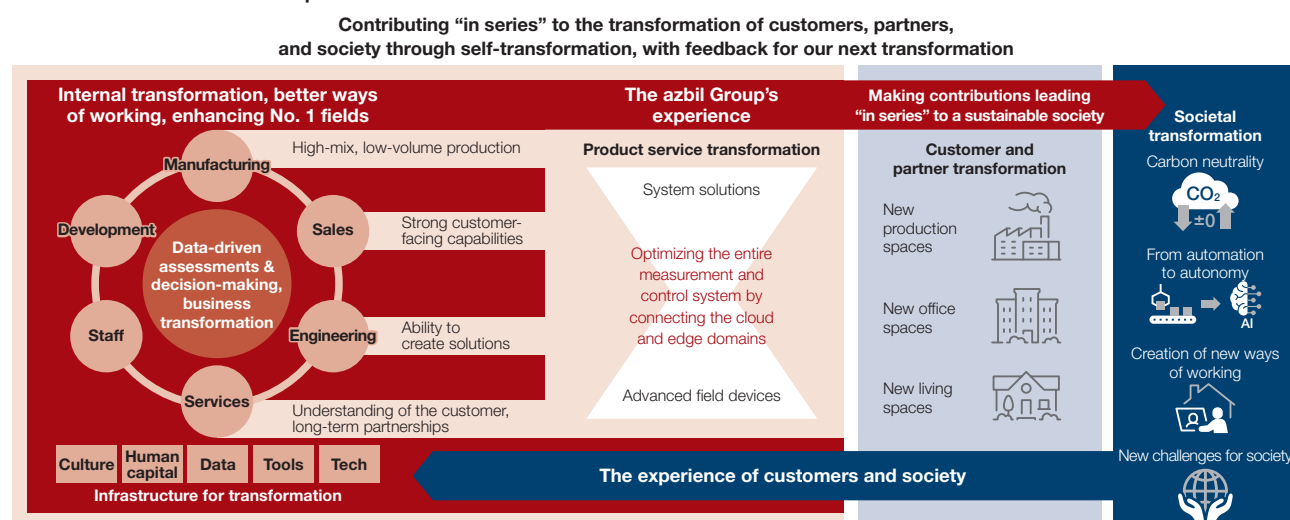 Contributing “in series” to the transformation of customers, partners,
and society through self-transformation, with feedback for our next transformation
Internal transformation, better ways
of working, enhancing No. 1 fields
Manufacturing
High-mix, low-volume production
Development
Sales
Strong customer-
facing capabilities
Data-driven
assessments &
decision-making,
business
transformation
Staff
Engineering
Ability to
create solutions
Services
Understanding of the customer,
long-term partnerships
Culture
Human
capital
Data
Tools
Tech
Infrastructure for transformation
The azbil Group’s
experience
Product service transformation
System solutions
Optimizing the entire
measurement and
control system by
connecting the cloud
and edge domains
Advanced field devices
Making contributions leading
“in series” to a sustainable society
Customer and
partner transformation
New
production
spaces
New office
spaces
New living
spaces
The experience of customers and society
Societal
transformation
Carbon neutrality
CO₂
±0
From automation
to autonomy
AI
Creation of new ways
of working
New challenges for society